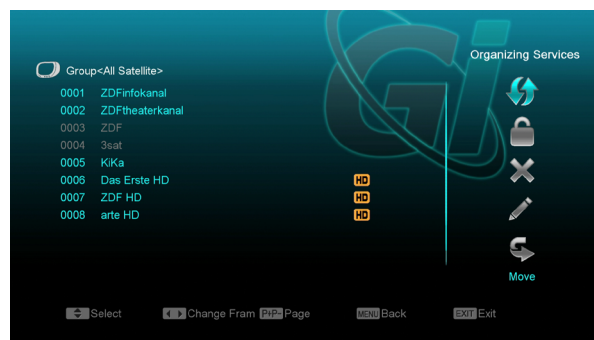 Organizing Services
Group<All Satellite>
0001 ZDFinfokanal
0002 ZDFtheaterkanal
0003 ZDF
0004 3sat
0005 KiKa
0006 Das Erste HD HD
0007 ZDF HD HD
0008 arte HD HD
Move
Select Change Fram P+P- Page MENU Back EXIT Exit
Gi